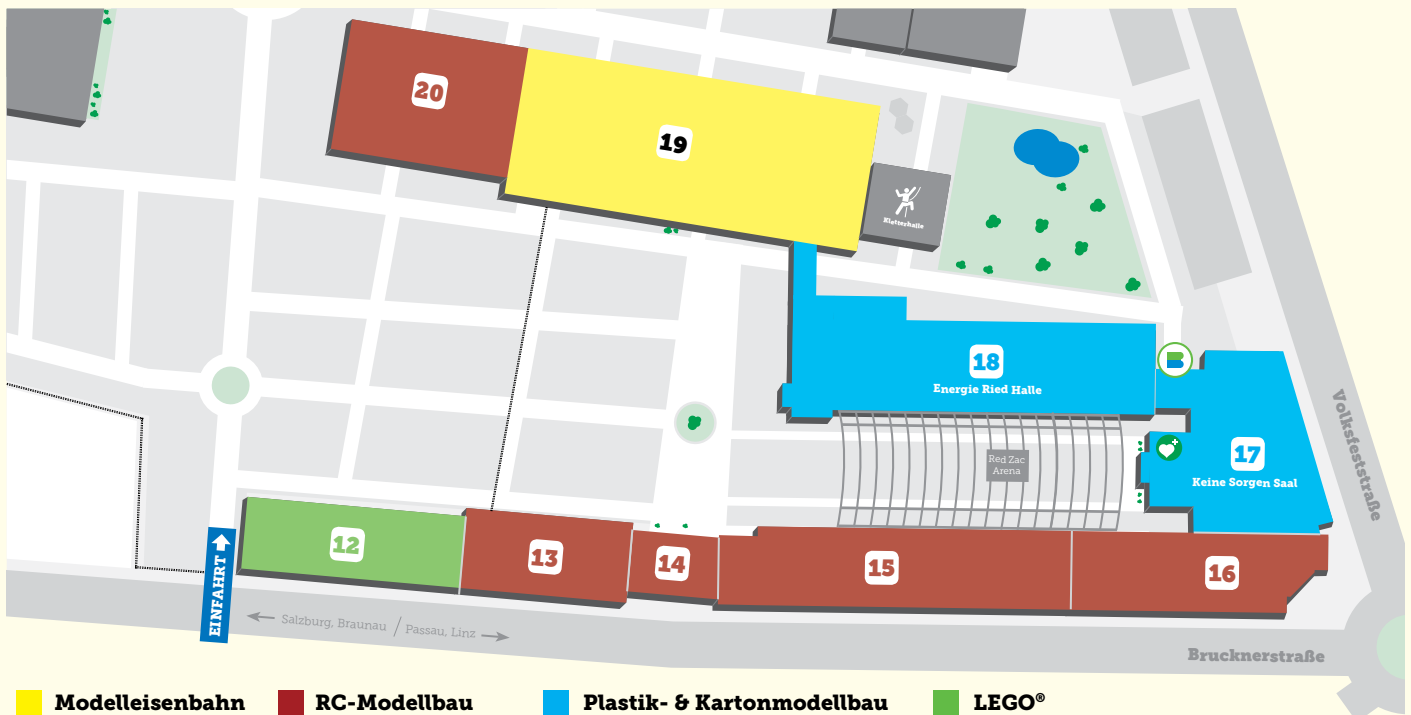 20
19
Kletterhalle
18
Energie Ried Halle
17
Keine Sorgen Saal
Red Zac
Arena
Volksfeststraße
12
13
14
15
16
EINFAHRT
Salzburg, Braunau / Passau, Linz
Brucknerstraße
Modelleisenbahn
RC-Modellbau
Plastik- & Kartonmodellbau
LEGO®